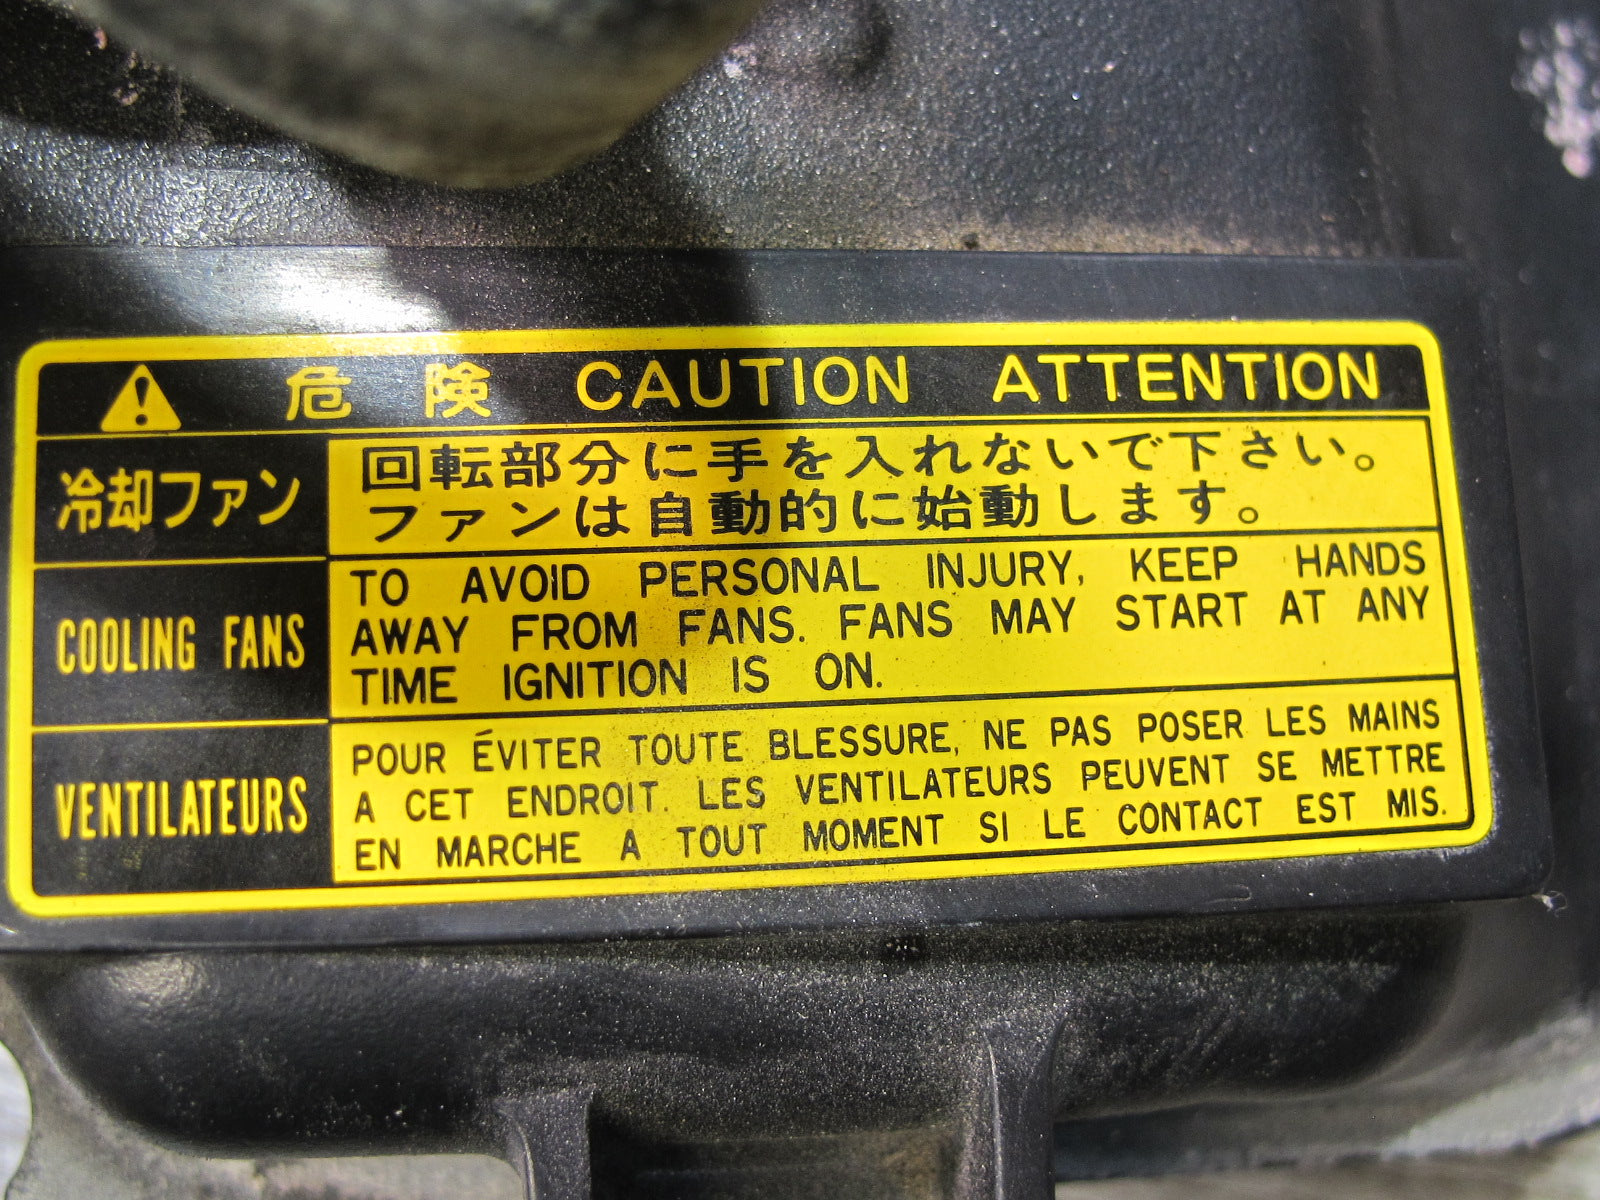 危険 CAUTION ATTENTION
冷却ファン
回転部分に手を入れないで下さい。
ファンは自動的に始動します。
COOLING FANS
TO AVOID PERSONAL INJURY, KEEP HANDS
AWAY FROM FANS. FANS MAY START AT ANY
TIME IGNITION IS ON.
VENTILATEURS
POUR ÉVITER TOUTE BLESSURE, NE PAS POSER LES MAINS
A CET ENDROIT. LES VENTILATEURS PEUVENT SE METTRE
EN MARCHE A TOUT MOMENT SI LE CONTACT EST MIS.